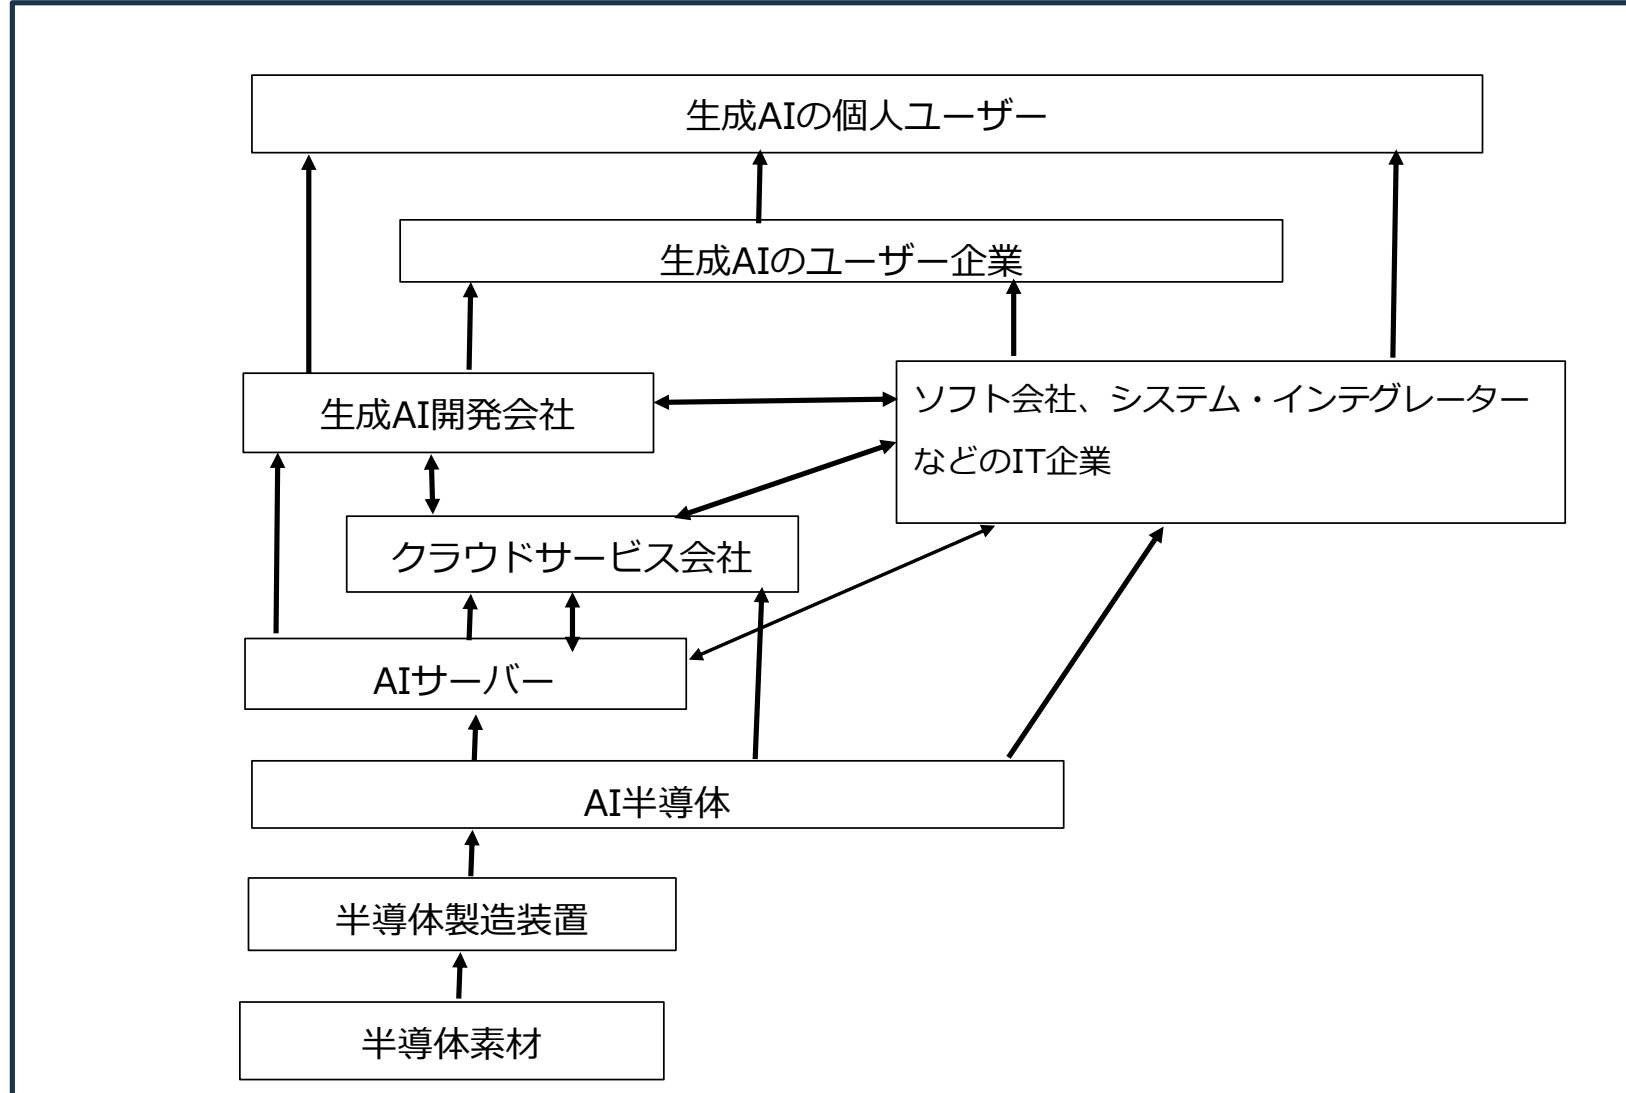 生成AIの個人ユーザー
生成AIのユーザー企業
生成AI開発会社
ソフト会社、システム・インテグレーター
などのIT企業
クラウドサービス会社
AIサーバー
AI半導体
半導体製造装置
半導体素材